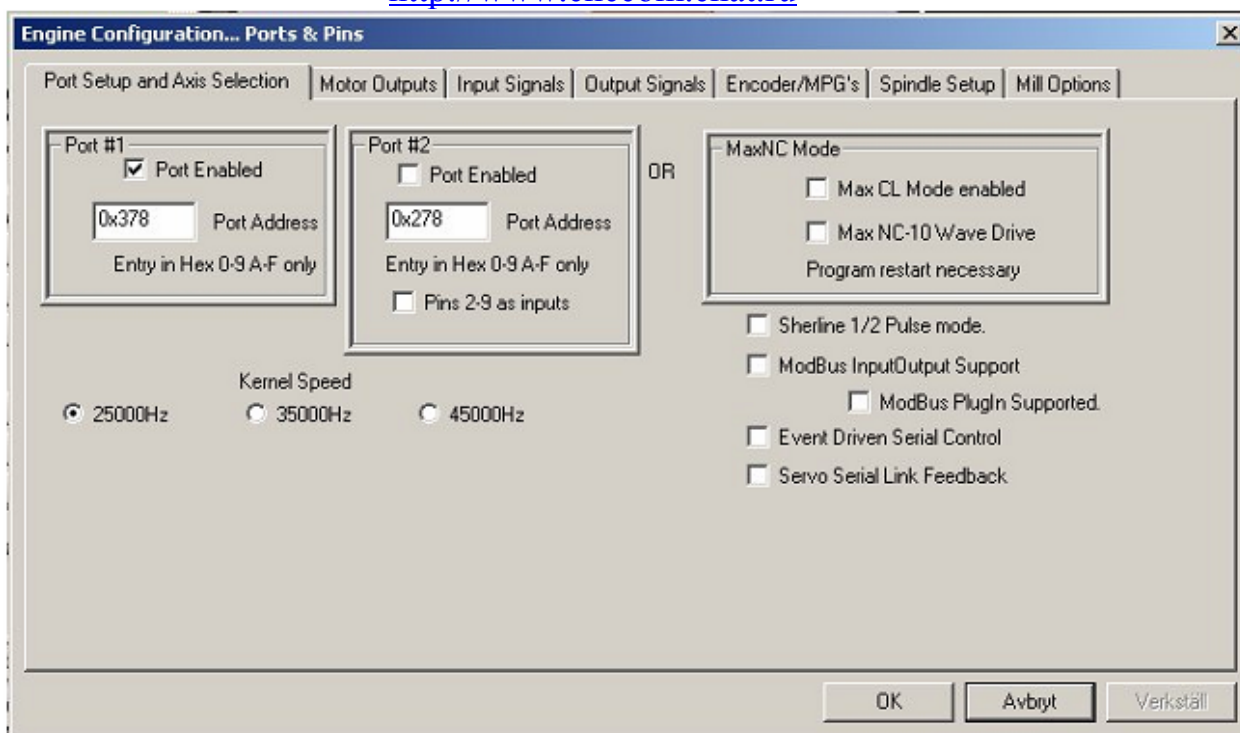 Engine Configuration... Ports & Pins
Port Setup and Axis Selection
Motor Outputs
Input Signals
Output Signals
Encoder/MPG's
Spindle Setup
Mill Options
Port #1
Port Enabled
0x378
Port Address
Entry in Hex 0-9 A-F only
Port #2
Port Enabled
0x278
Port Address
Entry in Hex 0-9 A-F only
Pins 2-9 as inputs
OR
MaxNC Mode
Max CL Mode enabled
Max NC-10 Wave Drive
Program restart necessary
Sherline 1/2 Pulse mode.
ModBus InputOutput Support
ModBus PlugIn Supported.
Event Driven Serial Control
Servo Serial Link Feedback
Kernel Speed
25000Hz
35000Hz
45000Hz
OK
Avbryt
Verkställ